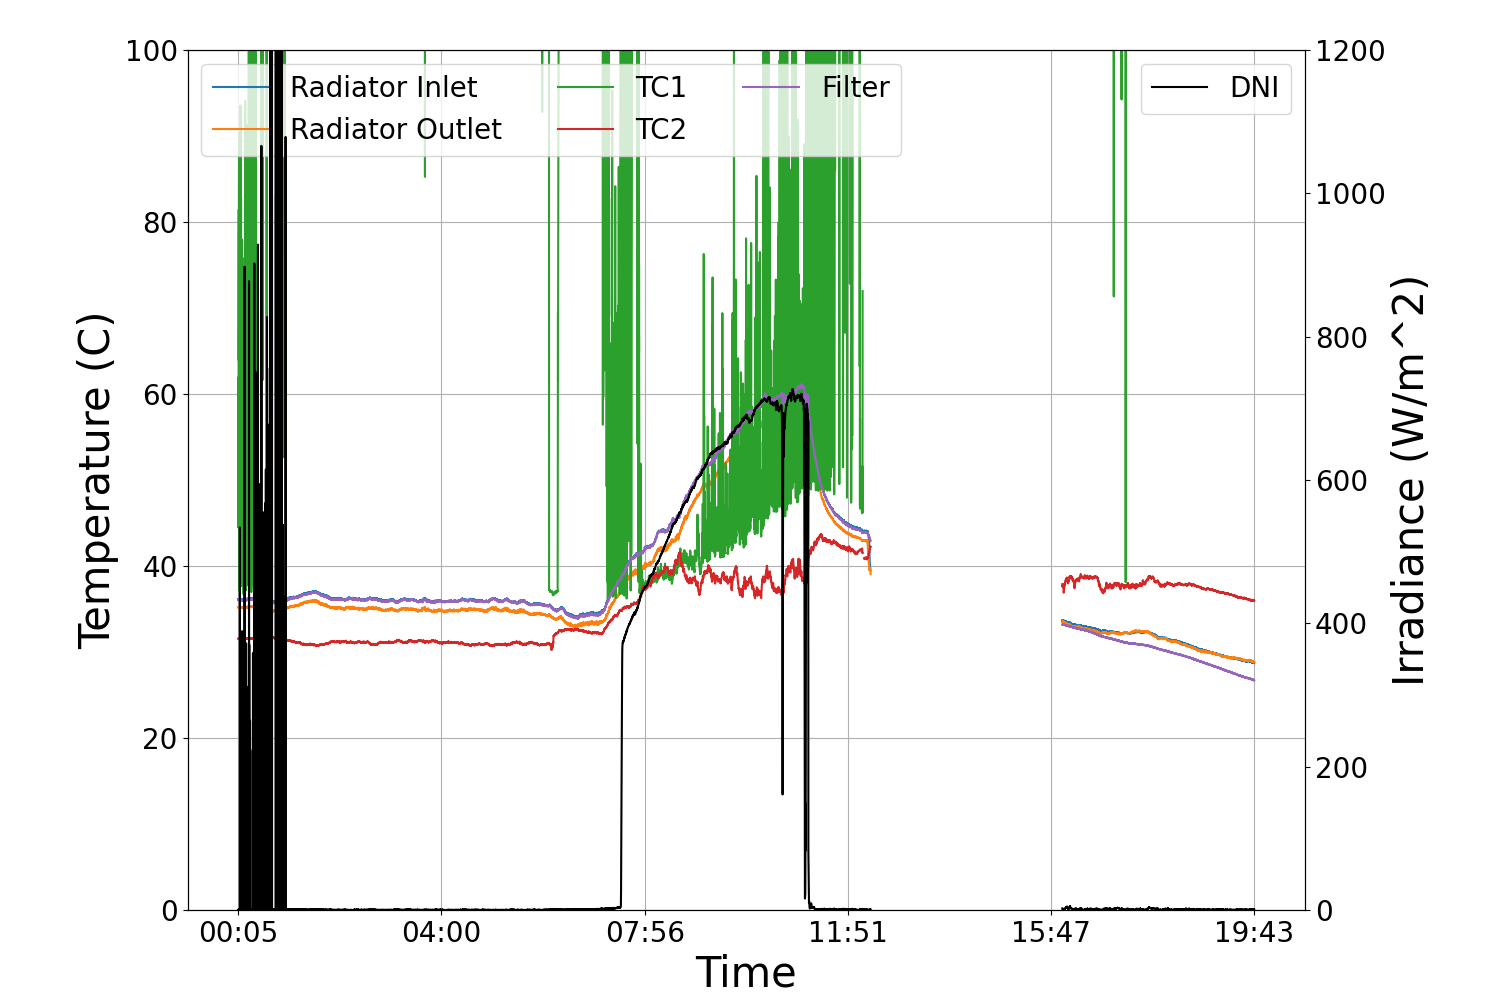 100
80
60
40
20
0
Temperature (C)
Radiator Inlet
Radiator Outlet
TC1
TC2
Filter
DNI
1200
1000
800
600
400
200
0
Irradiance (W/m^2)
00:05
04:00
07:56
11:51
15:47
19:43
Time